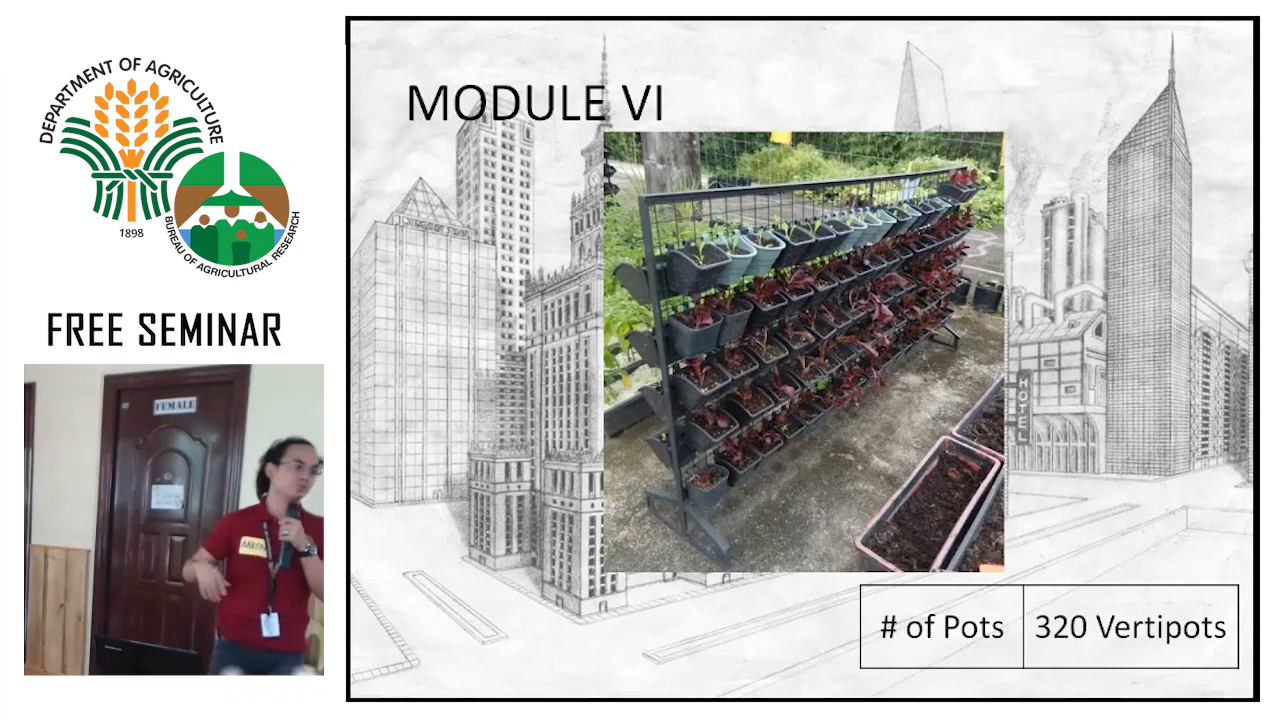 DEPARTMENT OF AGRICULTURE
1898
BUREAU OF AGRICULTURAL RESEARCH
FREE SEMINAR
FEMALE
MODULE VI
HOTEL
# of Pots
320 Vertipots